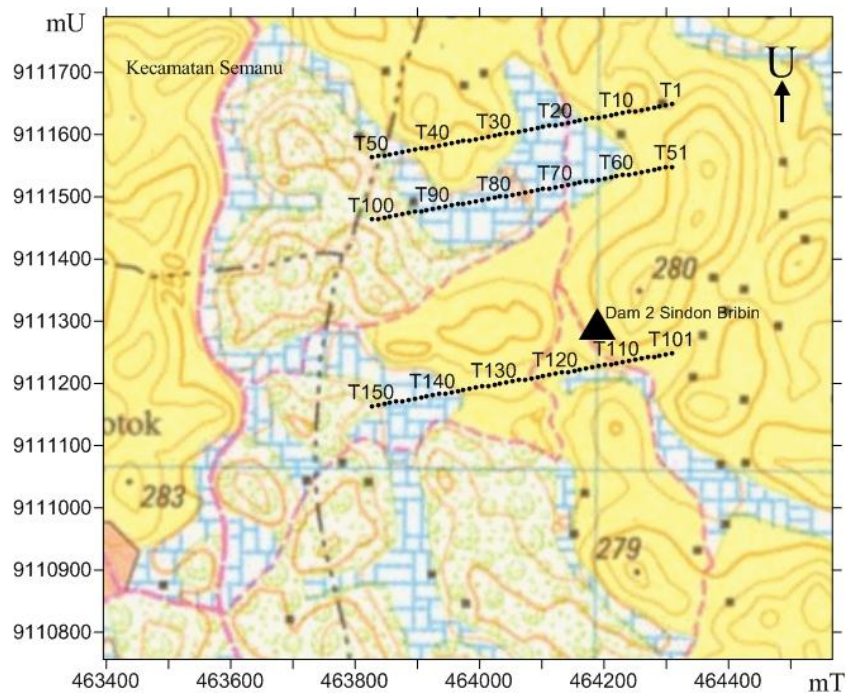 mU
9111700
9111600
9111500
9111400
9111300
9111200
9111100
9111000
9110900
9110800
Kecamatan Semanu
U
T50 T40 T30 T20 T10 T1
T100 T90 T80 T70 T60 T51
250
280
Dam 2 Sindon Bribin
T150 T140 T130 T120 T110 T101
otok
283
279
463400 463600 463800 464000 464200 464400 mT